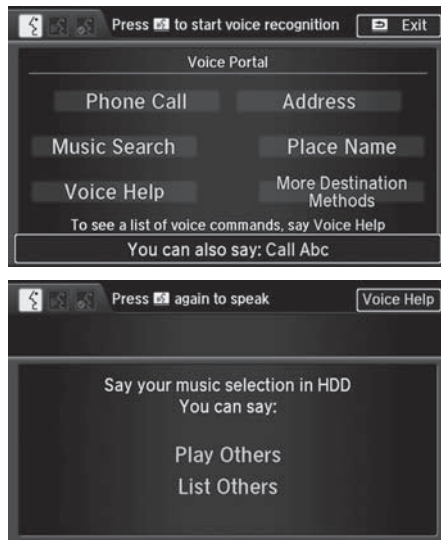 Press to start voice recognition Exit
Voice Portal
Phone Call Address
Music Search Place Name
Voice Help More Destination
Methods
To see a list of voice commands, say Voice Help
You can also say: Call Abc
Press again to speak Voice Help
Say your music selection in HDD
You can say:
Play Others
List Others